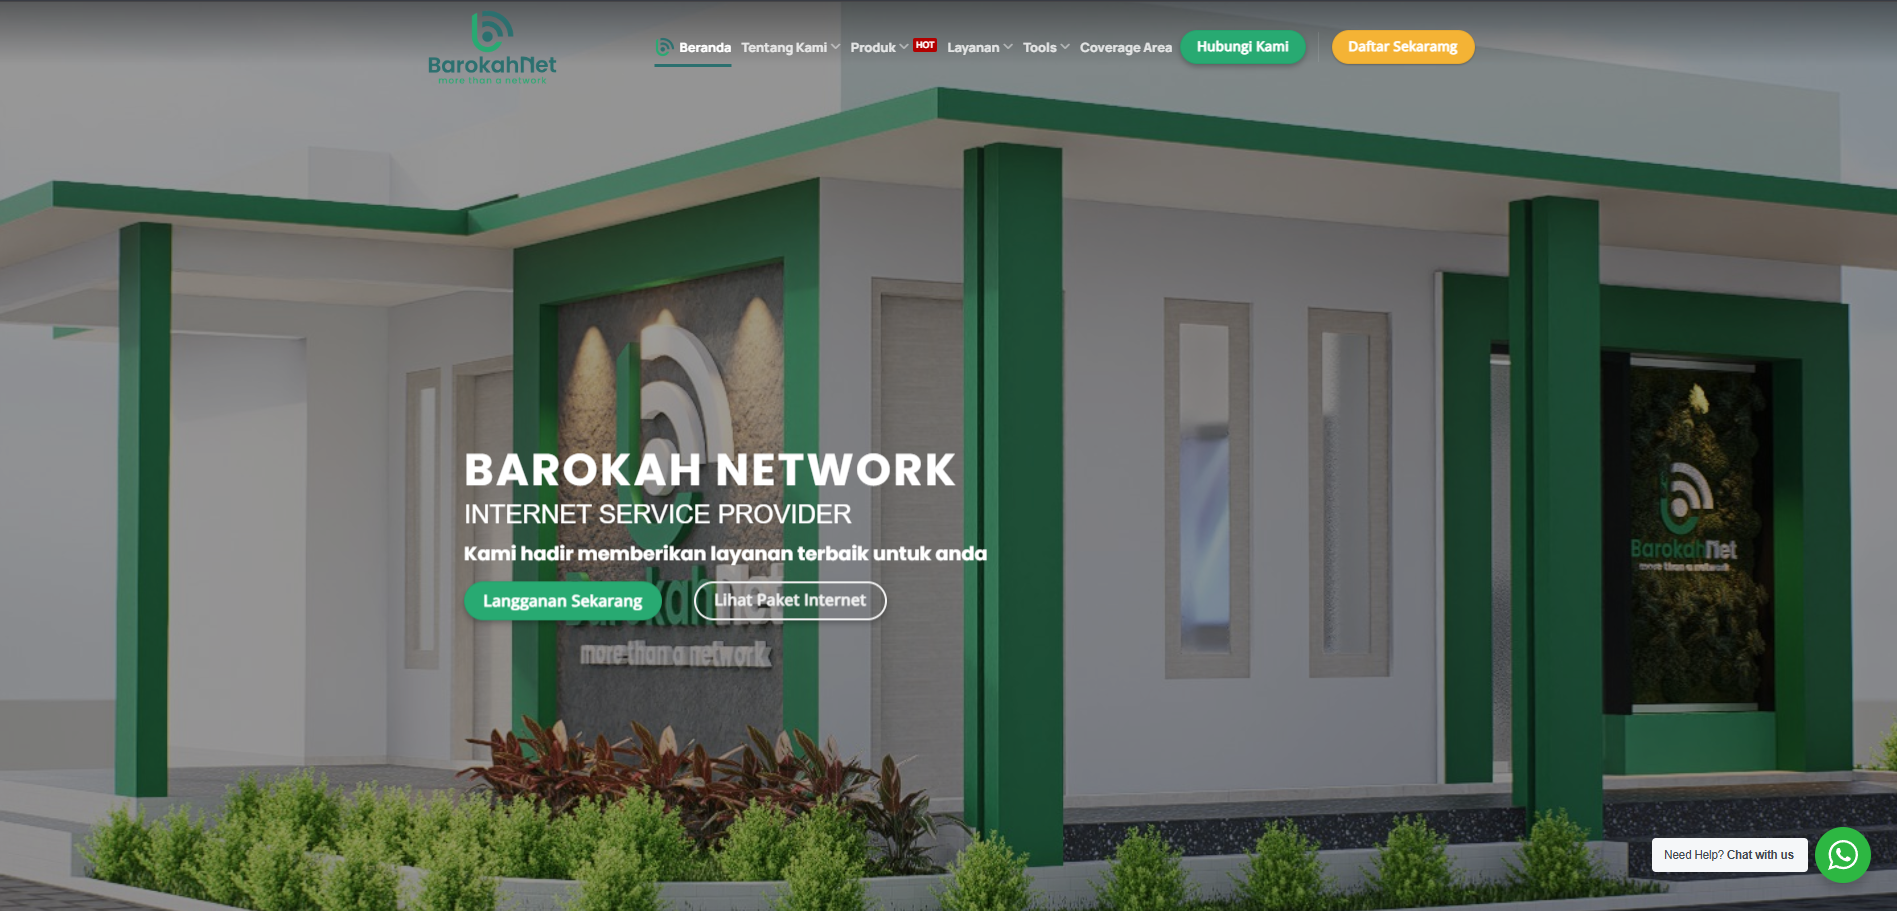 BarokahNet
more than a network
Beranda Tentang Kami Produk HOT Layanan Tools Coverage Area Hubungi Kami Daftar Sekaramg
BAROKAH NETWORK
INTERNET SERVICE PROVIDER
Kami hadir memberikan layanan terbaik untuk anda
Langganan Sekarang Lihat Paket Internet
BarokahNet
more than a network
BarokahNet
more than a network
Need Help? Chat with us